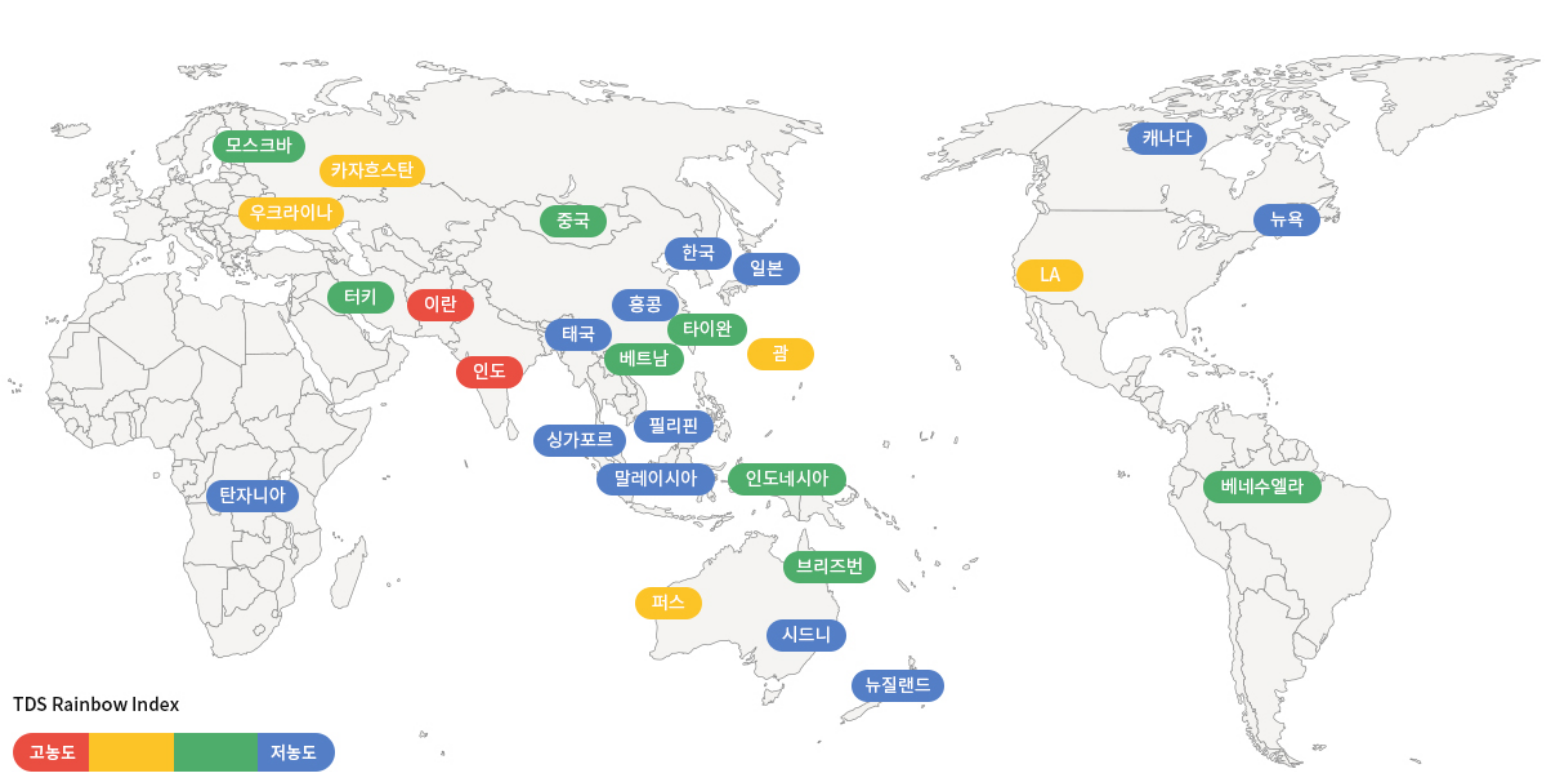 모스크바
캐나다
카자흐스탄
우크라이나
중국
뉴욕
한국
일본
LA
터키
이란
홍콩
타이완
태국
베트남
괌
인도
필리핀
싱가포르
말레이시아
인도네시아
베네수엘라
탄자니아
브리즈번
퍼스
시드니
뉴질랜드
TDS Rainbow Index
고농도
저농도